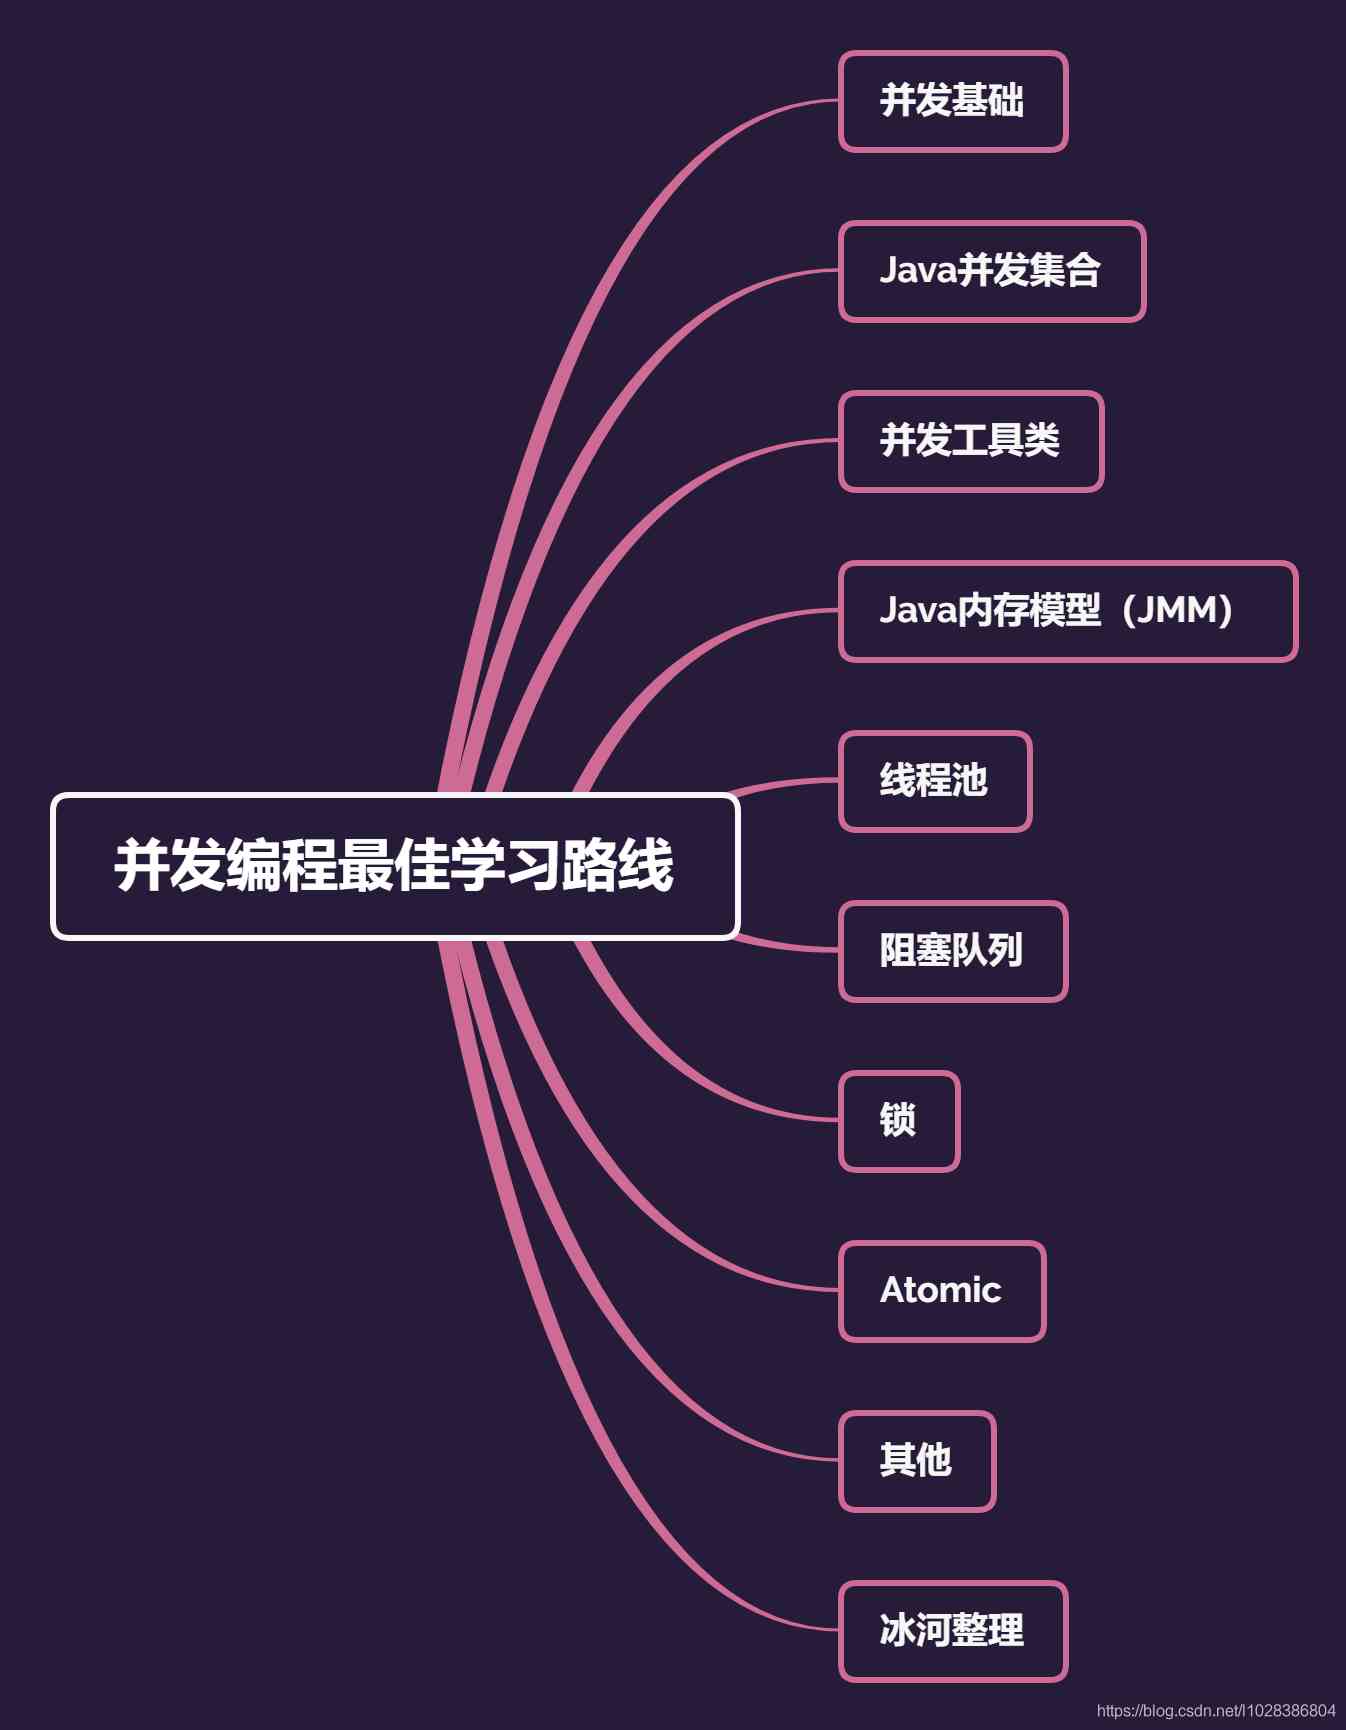 并发基础
Java并发集合
并发工具类
Java内存模型（JMM）
线程池
并发编程最佳学习路线
阻塞队列
锁
Atomic
其他
冰河整理
https://blog.csdn.net/l1028386804